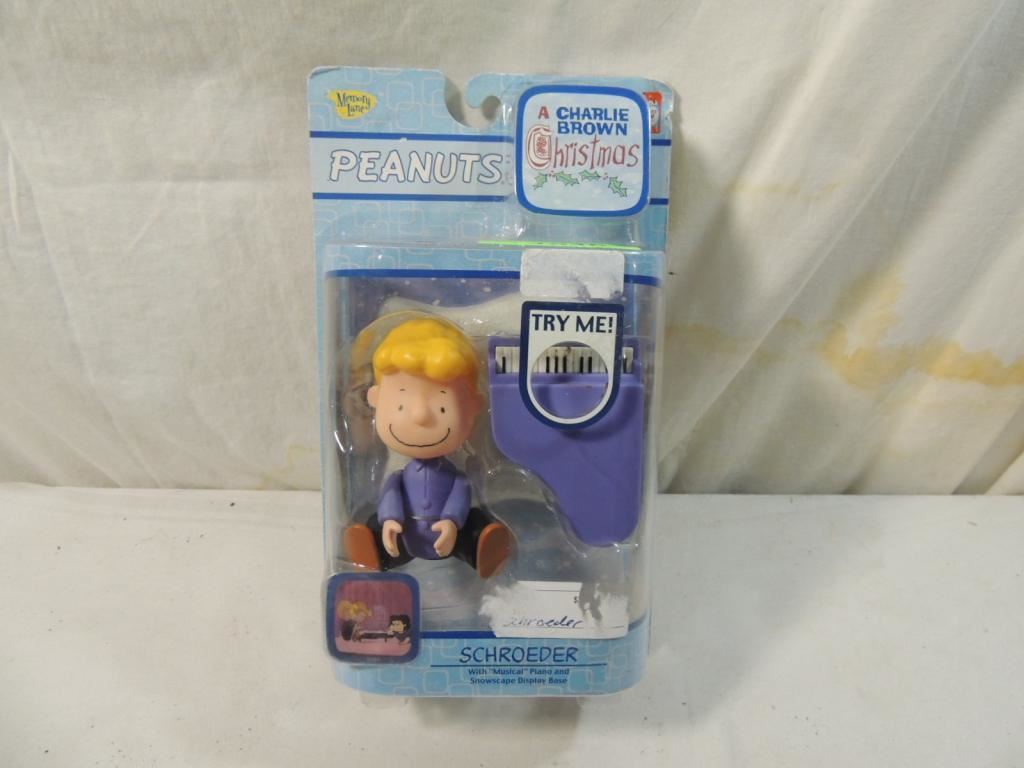 Memory
Lane
A CHARLIE
BROWN
Christmas
PEANUTS
TRY ME!
$
Schroeder
SCHROEDER
With "Musical" Piano and
Snowscape Display Base